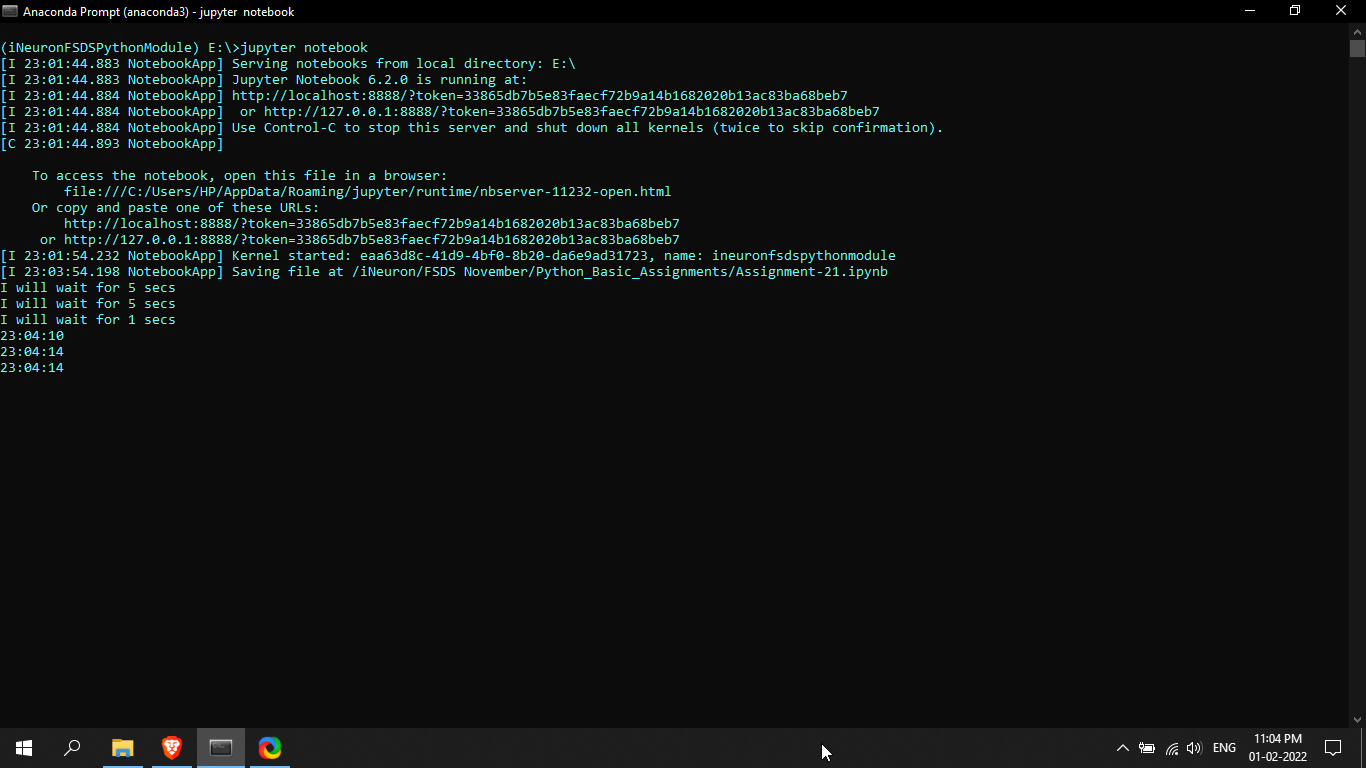 Anaconda Prompt (anaconda3) - jupyter notebook
(iNeuronFSDSPythonModule) E:\>jupyter notebook
[I 23:01:44.883 NotebookApp] Serving notebooks from local directory: E:\
[I 23:01:44.883 NotebookApp] Jupyter Notebook 6.2.0 is running at:
[I 23:01:44.884 NotebookApp] http://localhost:8888/?token=33865db7b5e83faecf72b9a14b1682020b13ac83ba68beb7
[I 23:01:44.884 NotebookApp]  or http://127.0.0.1:8888/?token=33865db7b5e83faecf72b9a14b1682020b13ac83ba68beb7
[I 23:01:44.884 NotebookApp] Use Control-C to stop this server and shut down all kernels (twice to skip confirmation).
[C 23:01:44.893 NotebookApp]
To access the notebook, open this file in a browser:
file:///C:/Users/HP/AppData/Roaming/jupyter/runtime/nbserver-11232-open.html
Or copy and paste one of these URLs:
http://localhost:8888/?token=33865db7b5e83faecf72b9a14b1682020b13ac83ba68beb7
or http://127.0.0.1:8888/?token=33865db7b5e83faecf72b9a14b1682020b13ac83ba68beb7
[I 23:01:54.232 NotebookApp] Kernel started: eaa63d8c-41d9-4bf0-8b20-da6e9ad31723, name: ineuronfsdspythonmodule
[I 23:03:54.198 NotebookApp] Saving file at /iNeuron/FSDS November/Python_Basic_Assignments/Assignment-21.ipynb
I will wait for 5 secs
I will wait for 5 secs
I will wait for 1 secs
23:04:10
23:04:14
23:04:14
ENG
11:04 PM
01-02-2022